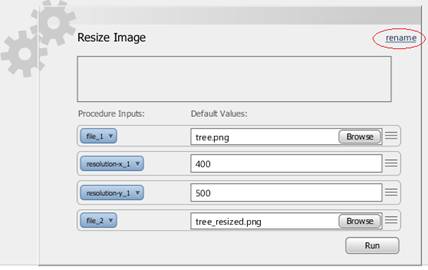 Resize Image rename
Procedure Inputs: Default Values:
file_1 tree.png Browse
resolution-x_1 400
resolution-y_1 500
file_2 tree_resized.png Browse
Run